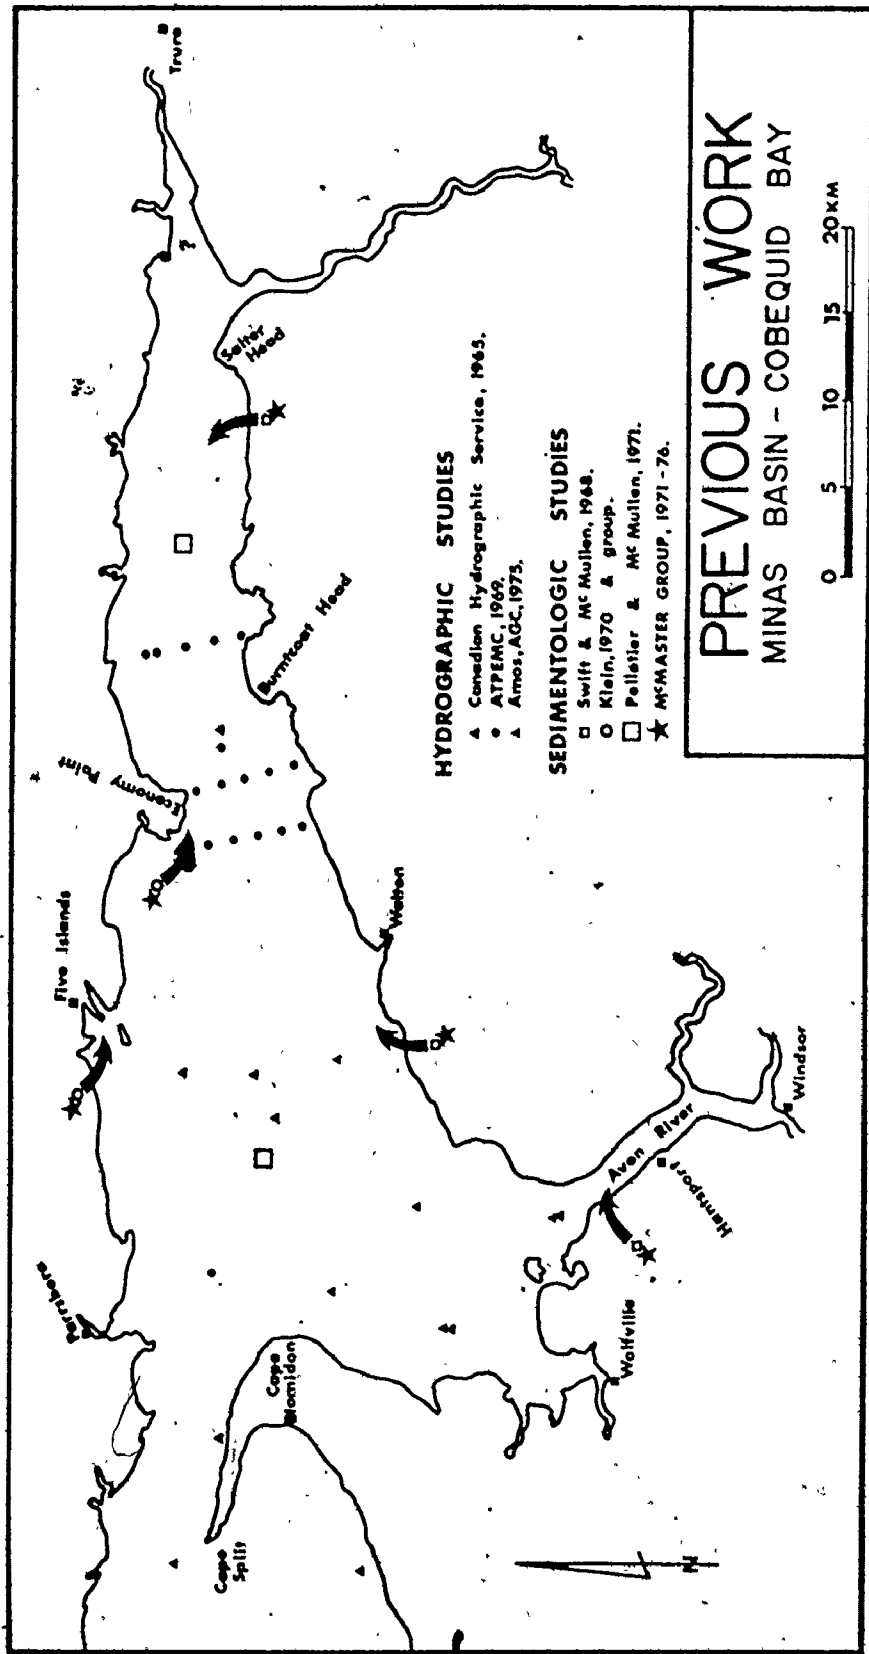 Truro
?
Salter
Head
Burntcoat Head
Economy Point
Five Islands
Walton
Parrsboro
Cape
Blomidon
Cape
Split
Avon River
Windsor
Hantsport
Wolfville
N
HYDROGRAPHIC STUDIES
▲ Canadian Hydrographic Service, 1965.
● ATPEMC, 1969.
▲ Amos, AGC, 1975.
SEDIMENTOLOGIC STUDIES
□ Swift & McMullen, 1968.
○ Klein, 1970 & group.
□ Pelletier & McMullen, 1971.
★ McMASTER GROUP, 1971-76.
PREVIOUS WORK
MINAS BASIN - COBEQUID BAY
0 5 10 15 20 KM